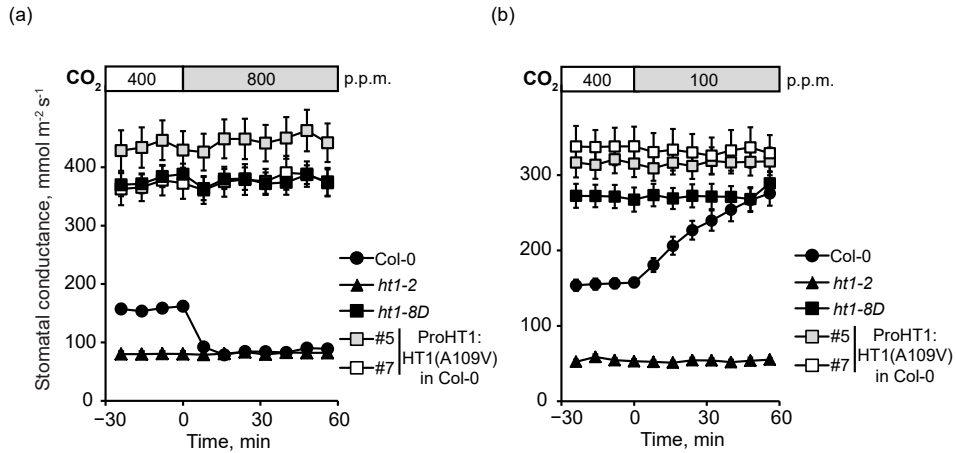 (a)
CO2
400
800
p.p.m.
Stomatal conductance, mmol m⁻² s⁻¹
400
300
200
100
0
−30
0
30
60
Time, min
Col-0
ht1-2
ht1-8D
#5
#7
ProHT1:
HT1(A109V)
in Col-0
(b)
CO2
400
100
p.p.m.
300
200
100
0
−30
0
30
60
Time, min
Col-0
ht1-2
ht1-8D
#5
#7
ProHT1:
HT1(A109V)
in Col-0